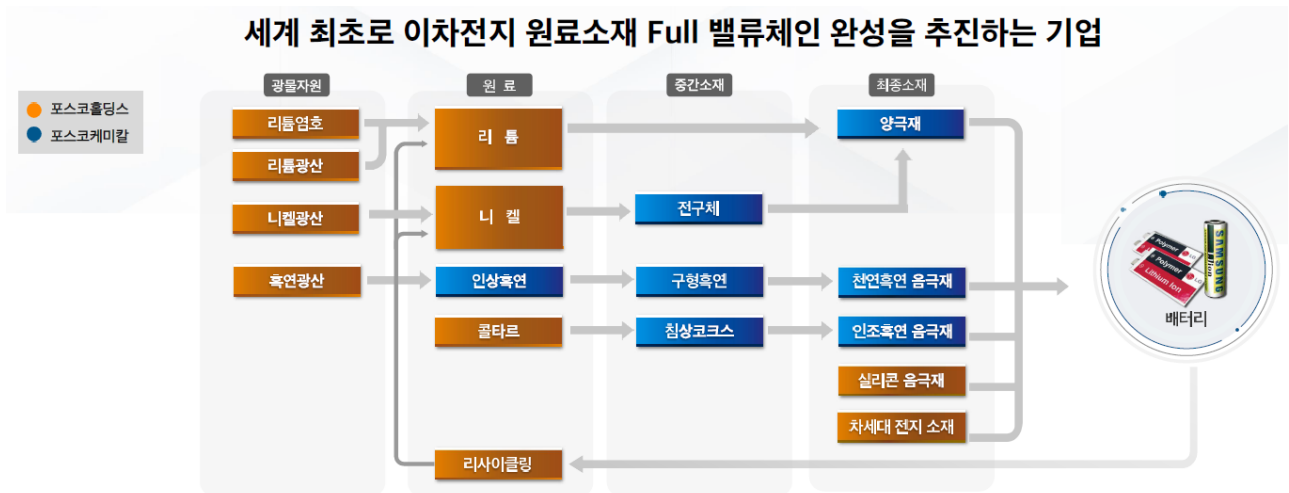 세계 최초로 이차전지 원료소재 Full 밸류체인 완성을 추진하는 기업
포스코홀딩스
포스코케미칼
광물자원
원 료
중간소재
최종소재
리튬염호
리튬광산
니켈광산
흑연광산
리 튬
니 켈
인상흑연
콜타르
리사이클링
전구체
구형흑연
침상코크스
양극재
천연흑연 음극재
인조흑연 음극재
실리콘 음극재
차세대 전지 소재
Polymer
Polymer
Lithium Ion
SAMSUNG
배터리